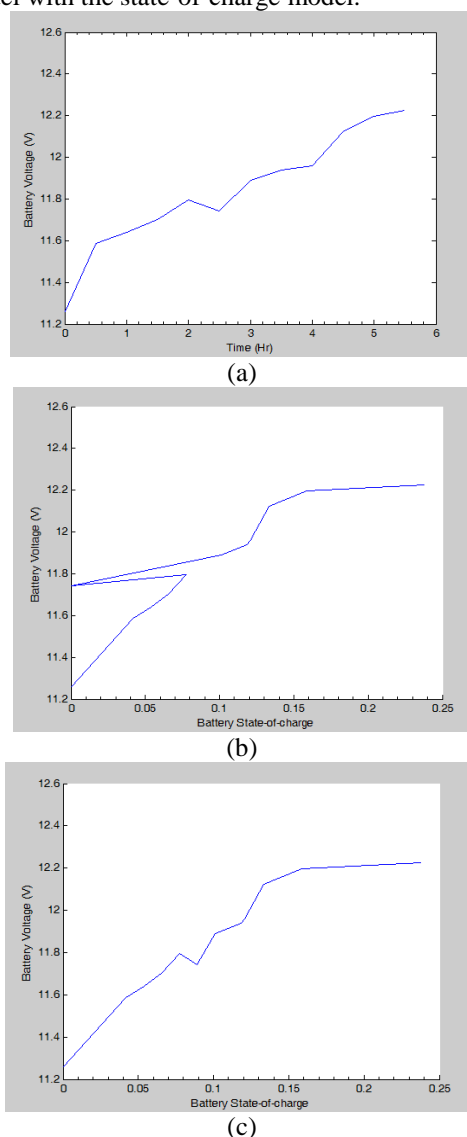 el with the state-of-charge model.
12.6
12.4
12.2
12
11.8
11.6
11.4
11.2
Battery Voltage (V)
0 1 2 3 4 5 6
Time (Hr)
(a)
12.6
12.4
12.2
12
11.8
11.6
11.4
11.2
Battery Voltage (V)
0 0.05 0.1 0.15 0.2 0.25
Battery State-of-charge
(b)
12.6
12.4
12.2
12
11.8
11.6
11.4
11.2
Battery Voltage (V)
0 0.05 0.1 0.15 0.2 0.25
Battery State-of-charge
(c)